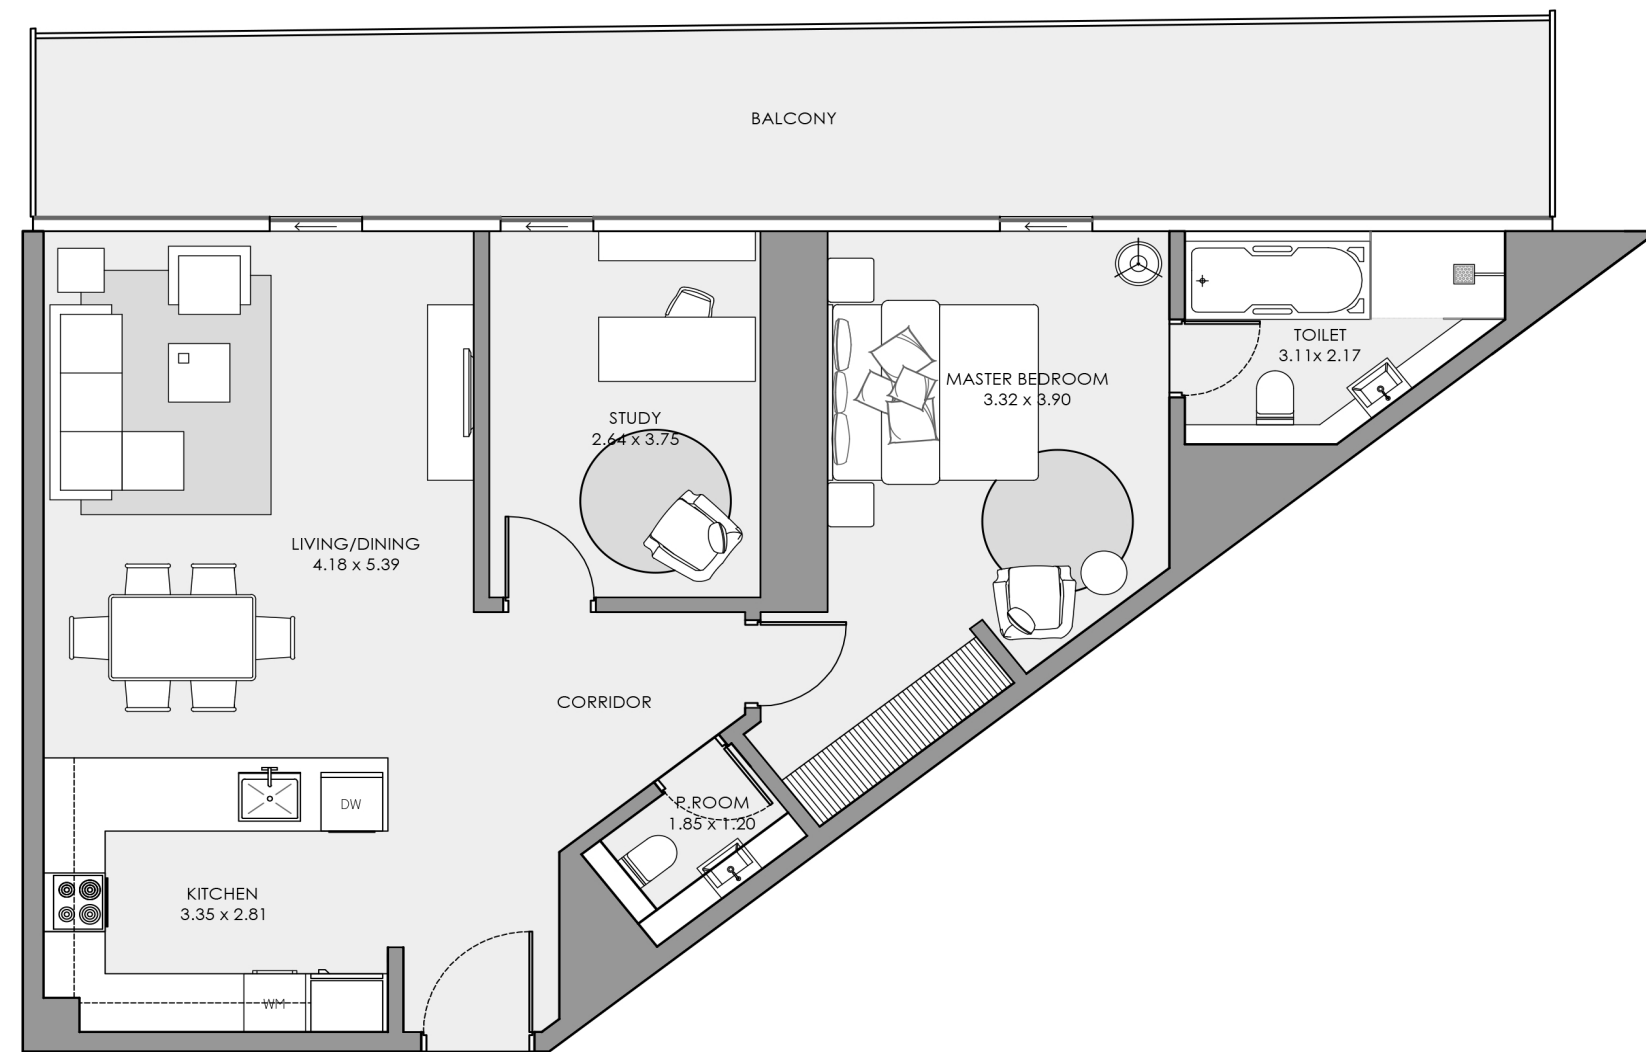 BALCONY
TOILET
3.11x 2.17
MASTER BEDROOM
3.32 x 3.90
STUDY
2.64 x 3.75
LIVING/DINING
4.18 x 5.39
CORRIDOR
DW
P.ROOM
1.85 x 1.20
KITCHEN
3.35 x 2.81
WM